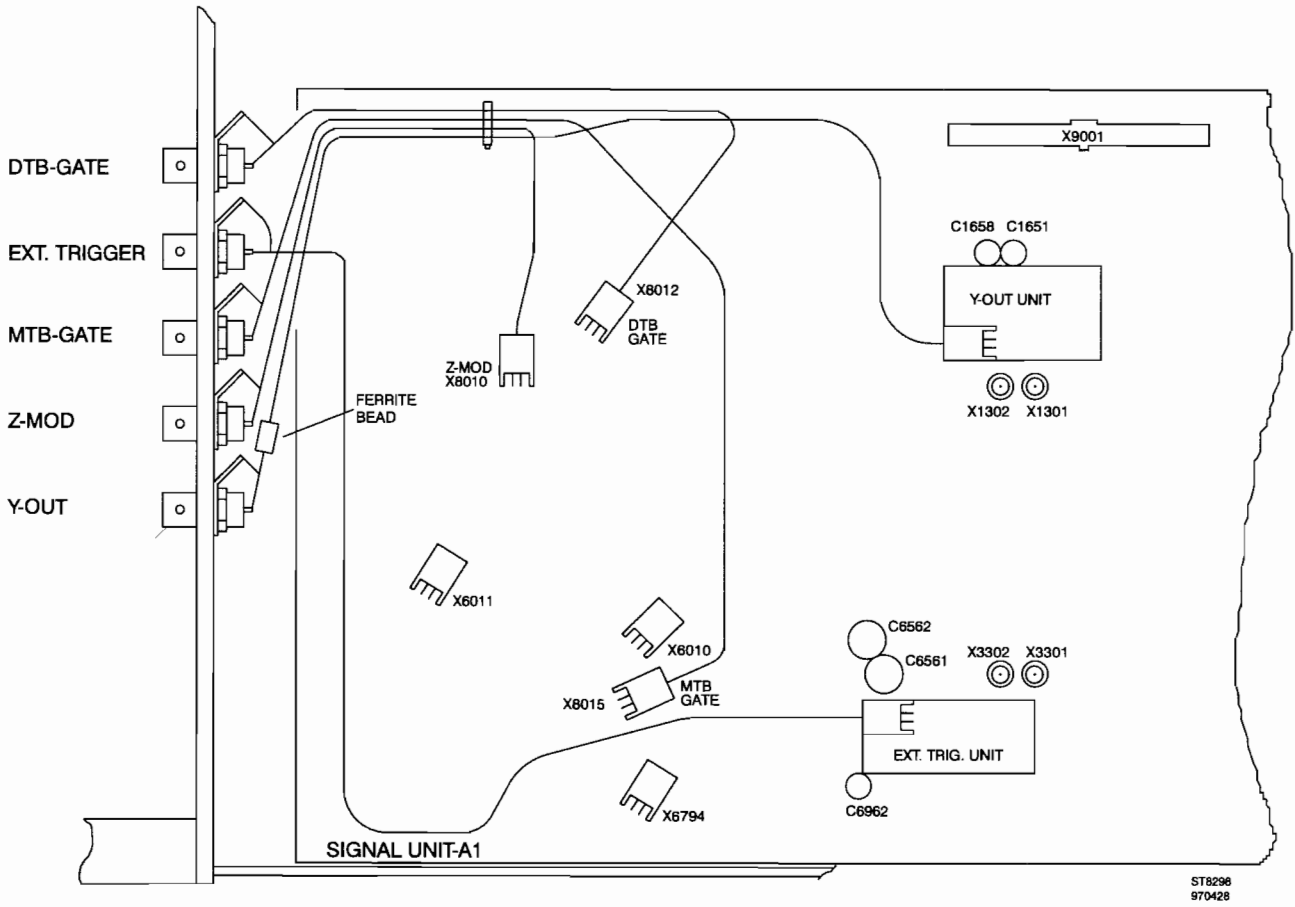 X9001
DTB-GATE
C1658 C1651
EXT. TRIGGER
X8012
Y-OUT UNIT
DTB
GATE
MTB-GATE
Z-MOD
X8010
FERRITE
BEAD
X1302 X1301
Z-MOD
Y-OUT
X6011
C6562
X6010
C6561
X3302 X3301
MTB
GATE
X8015
EXT. TRIG. UNIT
X6794
C6962
SIGNAL UNIT-A1
ST8298
970428